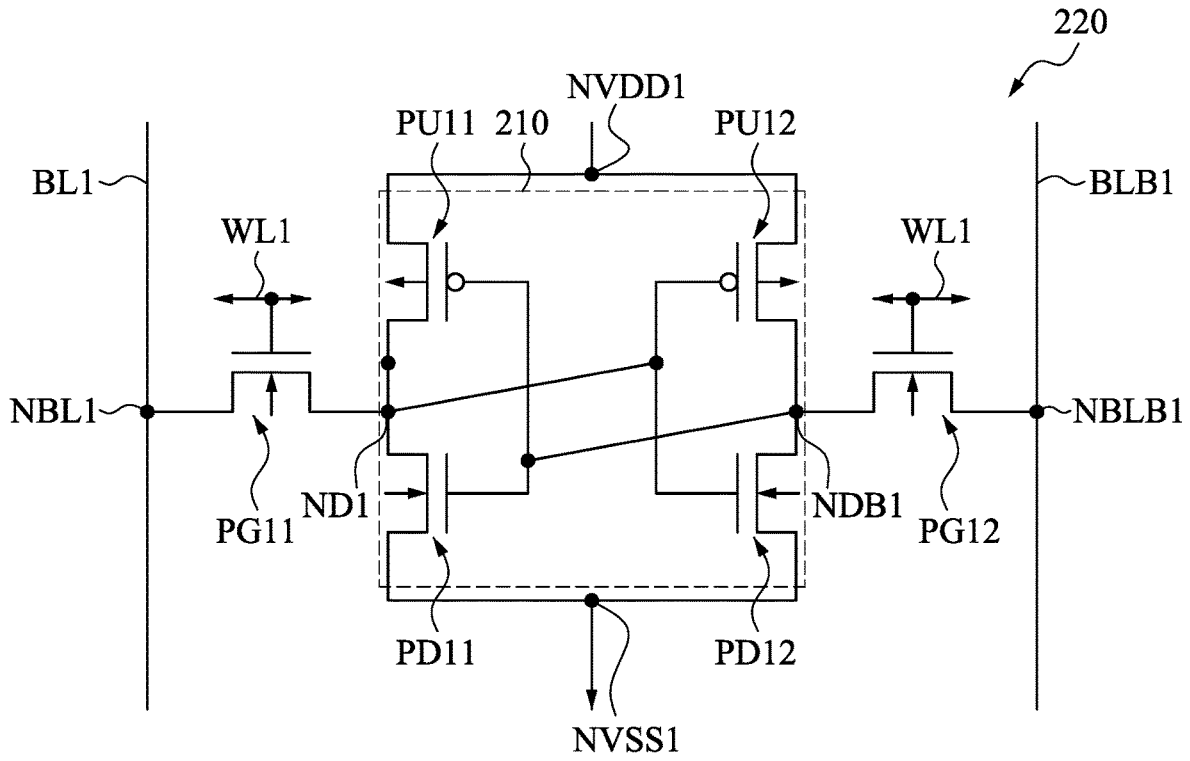 220
NVDD1
PU11
210
PU12
BL1
BLB1
WL1
WL1
NBL1
NBLB1
ND1
NDB1
PG11
PG12
PD11
PD12
NVSS1